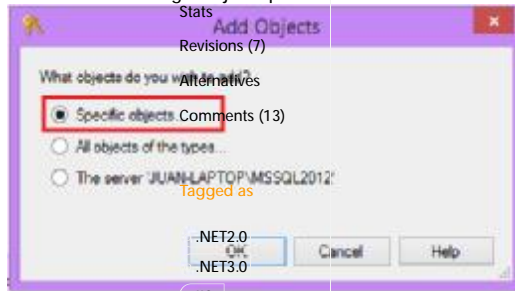 Stats
Add Objects
Revisions (7)
What objects do you wish to add?
Alternatives
Specific objects...
Comments (13)
All objects of the types...
The server 'JUAN-LAPTOP\MSSQL2012'
Tagged as
.NET2.0
OK Cancel Help
.NET3.0